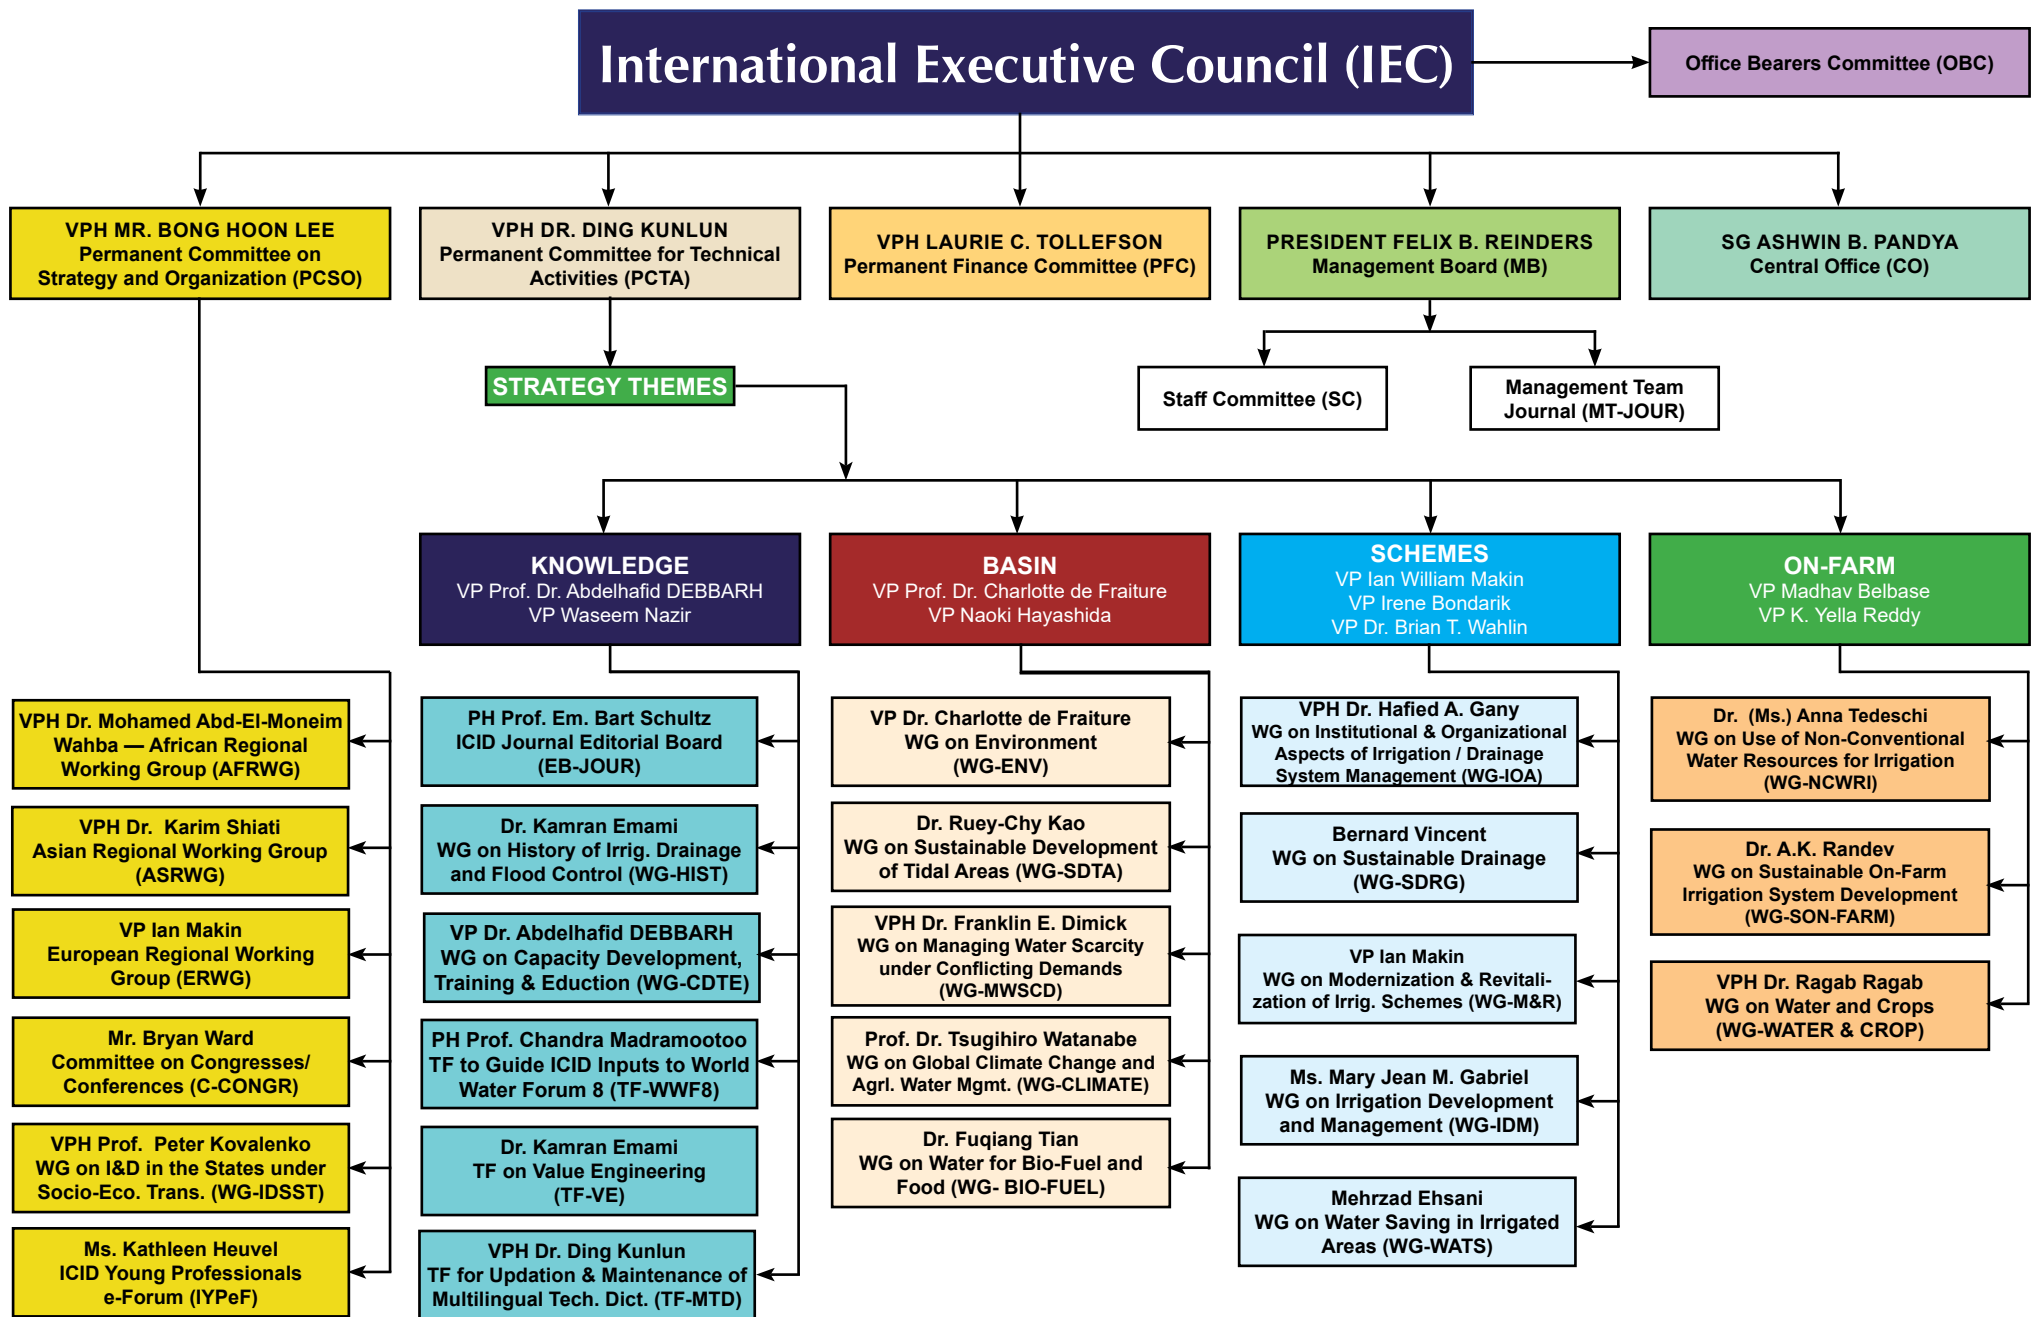 International Executive Council (IEC)
Office Bearers Committee (OBC)
VPH MR. BONG HOON LEE
Permanent Committee on
Strategy and Organization (PCSO)
VPH DR. DING KUNLUN
Permanent Committee for Technical
Activities (PCTA)
VPH LAURIE C. TOLLEFSON
Permanent Finance Committee (PFC)
PRESIDENT FELIX B. REINDERS
Management Board (MB)
SG ASHWIN B. PANDYA
Central Office (CO)
STRATEGY THEMES
Staff Committee (SC)
Management Team
Journal (MT-JOUR)
KNOWLEDGE
VP Prof. Dr. Abdelhafid DEBBARH
VP Waseem Nazir
BASIN
VP Prof. Dr. Charlotte de Fraiture
VP Naoki Hayashida
SCHEMES
VP Ian William Makin
VP Irene Bondarik
VP Dr. Brian T. Wahlin
ON-FARM
VP Madhav Belbase
VP K. Yella Reddy
VPH Dr. Mohamed Abd-El-Moneim
Wahba — African Regional
Working Group (AFRWG)
VPH Dr. Karim Shiati
Asian Regional Working Group
(ASRWG)
VP Ian Makin
European Regional Working
Group (ERWG)
Mr. Bryan Ward
Committee on Congresses/
Conferences (C-CONGR)
VPH Prof. Peter Kovalenko
WG on I&D in the States under
Socio-Eco. Trans. (WG-IDSST)
Ms. Kathleen Heuvel
ICID Young Professionals
e-Forum (IYPeF)
PH Prof. Em. Bart Schultz
ICID Journal Editorial Board
(EB-JOUR)
Dr. Kamran Emami
WG on History of Irrig. Drainage
and Flood Control (WG-HIST)
VP Dr. Abdelhafid DEBBARH
WG on Capacity Development,
Training & Eduction (WG-CDTE)
PH Prof. Chandra Madramootoo
TF to Guide ICID Inputs to World
Water Forum 8 (TF-WWF8)
Dr. Kamran Emami
TF on Value Engineering
(TF-VE)
VPH Dr. Ding Kunlun
TF for Updation & Maintenance of
Multilingual Tech. Dict. (TF-MTD)
VP Dr. Charlotte de Fraiture
WG on Environment
(WG-ENV)
Dr. Ruey-Chy Kao
WG on Sustainable Development
of Tidal Areas (WG-SDTA)
VPH Dr. Franklin E. Dimick
WG on Managing Water Scarcity
under Conflicting Demands
(WG-MWSCD)
Prof. Dr. Tsugihiro Watanabe
WG on Global Climate Change and
Agrl. Water Mgmt. (WG-CLIMATE)
Dr. Fuqiang Tian
WG on Water for Bio-Fuel and
Food (WG- BIO-FUEL)
VPH Dr. Hafied A. Gany
WG on Institutional & Organizational
Aspects of Irrigation / Drainage
System Management (WG-IOA)
Bernard Vincent
WG on Sustainable Drainage
(WG-SDRG)
VP Ian Makin
WG on Modernization & Revitali-
zation of Irrig. Schemes (WG-M&R)
Ms. Mary Jean M. Gabriel
WG on Irrigation Development
and Management (WG-IDM)
Mehrzad Ehsani
WG on Water Saving in Irrigated
Areas (WG-WATS)
Dr. (Ms.) Anna Tedeschi
WG on Use of Non-Conventional
Water Resources for Irrigation
(WG-NCWRI)
Dr. A.K. Randev
WG on Sustainable On-Farm
Irrigation System Development
(WG-SON-FARM)
VPH Dr. Ragab Ragab
WG on Water and Crops
(WG-WATER & CROP)